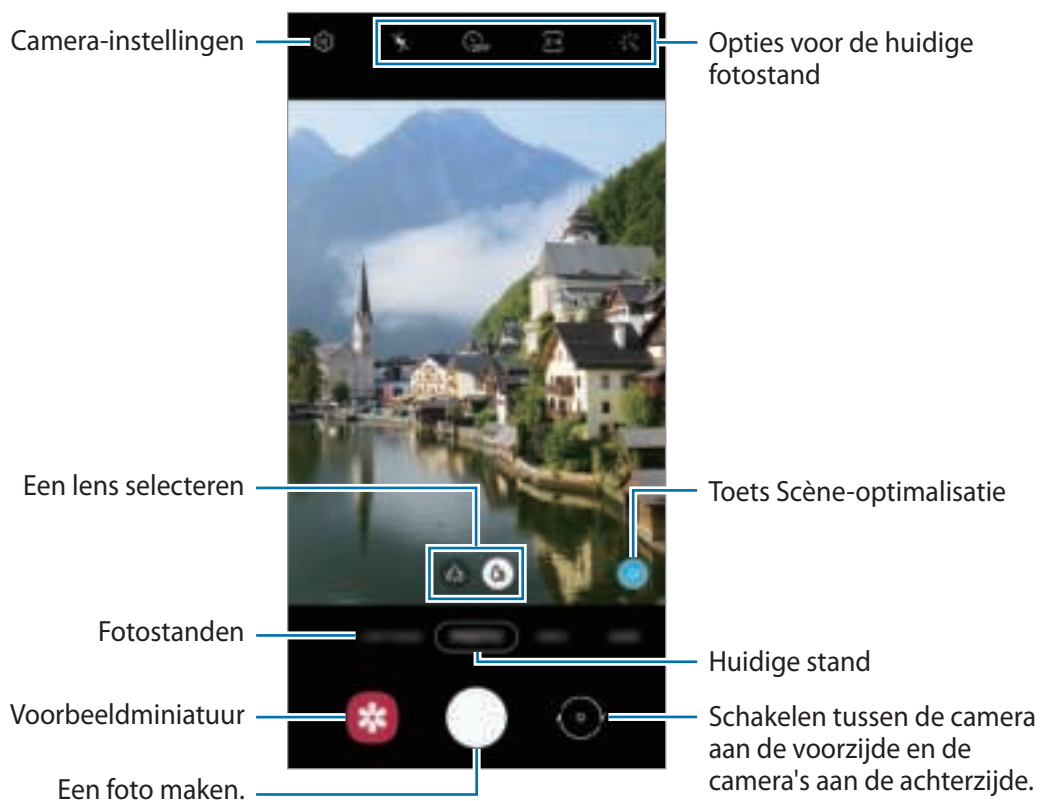 Camera-instellingen
Opties voor de huidige
fotostand
Een lens selecteren
Toets Scène-optimalisatie
Fotostanden
Huidige stand
Voorbeeldminiatuur
Schakelen tussen de camera
aan de voorzijde en de
camera's aan de achterzijde.
Een foto maken.